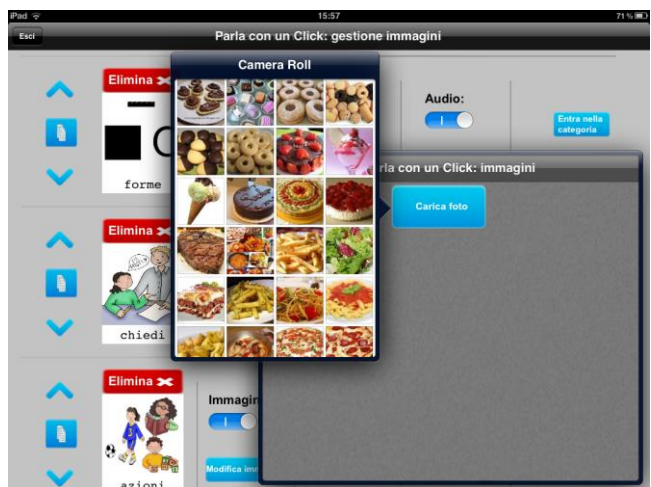 iPad
15:57
71 %
Esci
Parla con un Click: gestione immagini
Camera Roll
Elimina
Audio:
Entra nella
categoria
forme
rla con un Click: immagini
Carica foto
Elimina
chiedi
Elimina
Immagin
Modifica imm
azioni